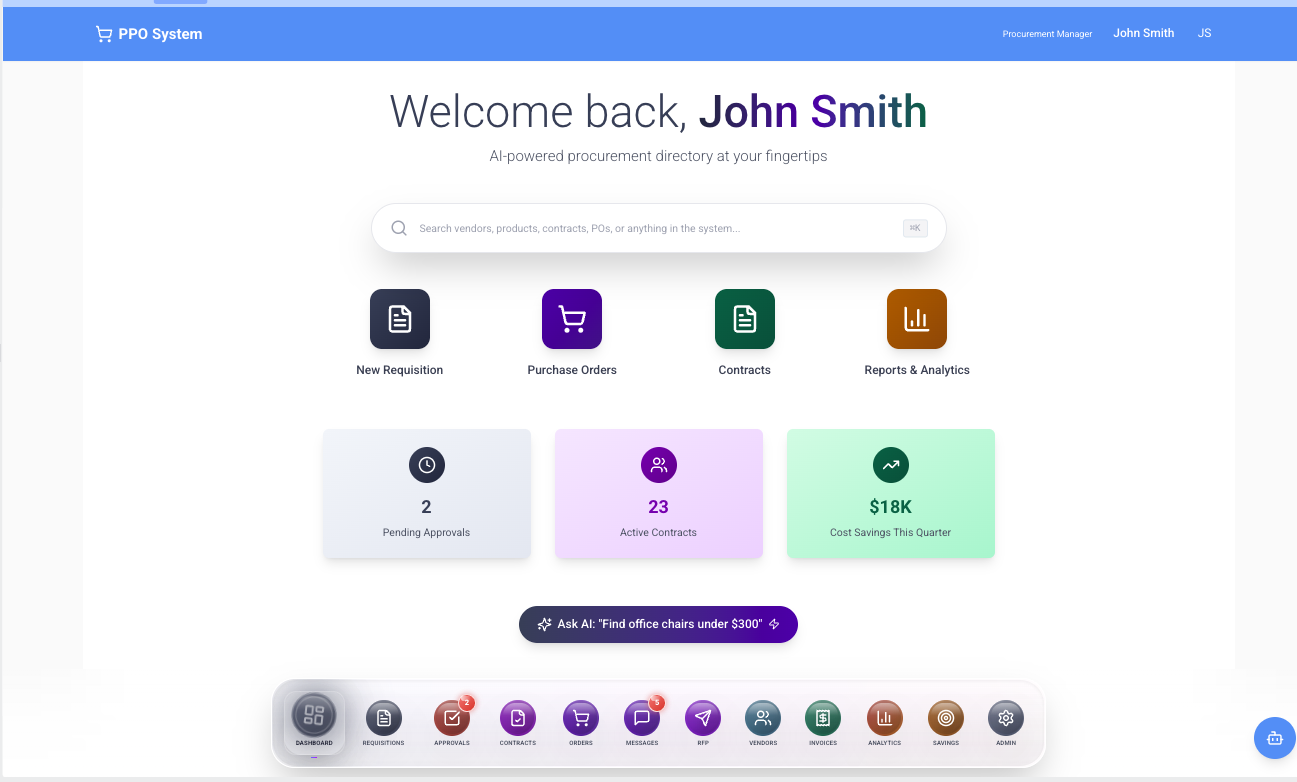 PPO System
Procurement Manager
John Smith
JS
Welcome back, John Smith
AI-powered procurement directory at your fingertips
Search vendors, products, contracts, POs, or anything in the system...
⌘K
New Requisition
Purchase Orders
Contracts
Reports & Analytics
2
Pending Approvals
23
Active Contracts
$18K
Cost Savings This Quarter
Ask AI: "Find office chairs under $300"
2
5
DASHBOARD
REQUISITIONS
APPROVALS
CONTRACTS
ORDERS
MESSAGES
RFP
VENDORS
INVOICES
ANALYTICS
SAVINGS
ADMIN